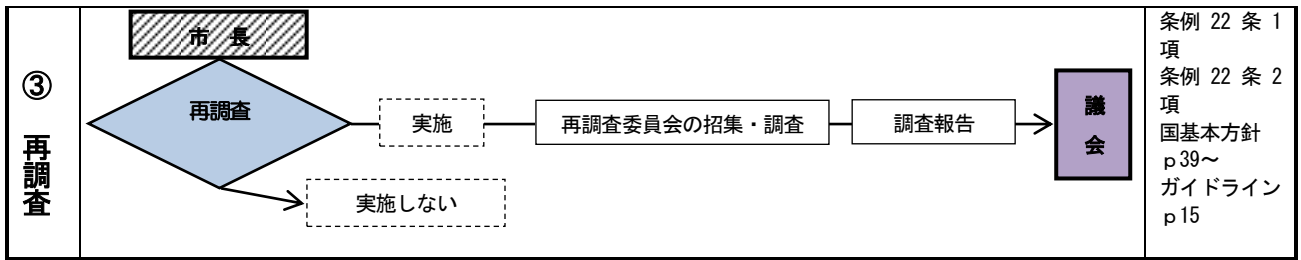 ③
再調査
市 長
再調査
実施
再調査委員会の招集・調査
調査報告
議
会
実施しない
条例 22 条 1
項
条例 22 条 2
項
国基本方針
ｐ39～
ガイドライン
ｐ15